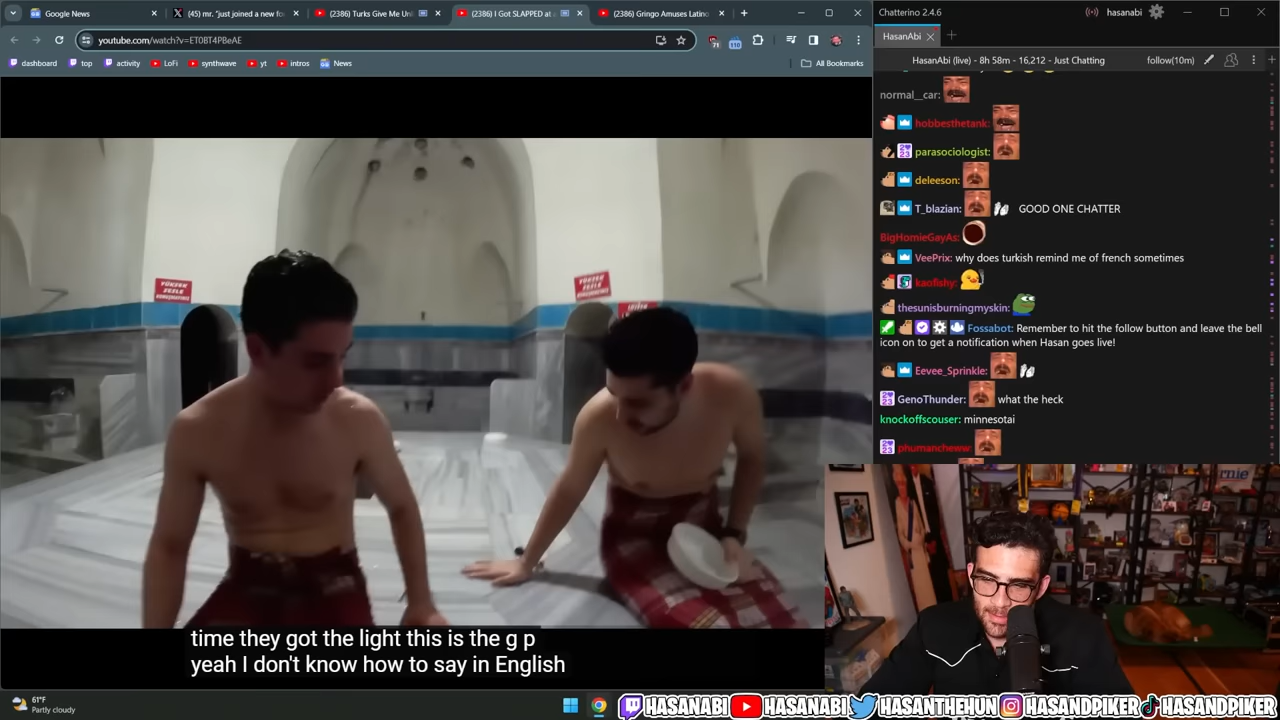 Google News
(45) mr. "just joined a new fo
(2386) Turks Give Me Unl
(2386) I Got SLAPPED at a
(2386) Gringo Amuses Latino
youtube.com/watch?v=ET0BT4PBeAE
71
110
dashboard
top
activity
LoFi
synthwave
yt
intros
News
All Bookmarks
YÜKSEK SESLE
time they got the light this is the g p
yeah I don't know how to say in English
61°F
Partly cloudy
Chatterino 2.4.6
hasanabi
HasanAbi
HasanAbi (live) - 8h 58m - 16,212 - Just Chatting
follow(10m)
normal__car:
hobbesthetank:
parasociologist:
deleeson:
T_blazian: GOOD ONE CHATTER
BigHomieGayAs:
VeePrix: why does turkish remind me of french sometimes
kaofishy:
thesunisburningmyskin:
Fossabot: Remember to hit the follow button and leave the bell
icon on to get a notification when Hasan goes live!
Eevee_Sprinkle:
GenoThunder: what the heck
knockoffscouser: minnesotai
phumancheww:
HASANABI
HASANABI
HASANTHEHUN
HASANDPIKER
HASANDPIKER